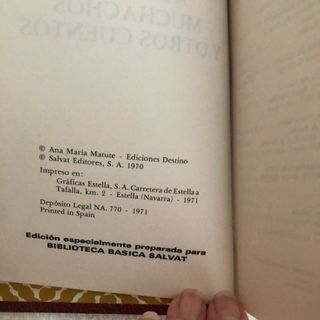 MUCHACHOS
Y OTROS CUENTOS
© Ana María Matute - Ediciones Destino
© Salvat Editores, S. A. 1970
Impreso en:
Gráficas Estella, S. A. Carretera de Estella a
Tafalla, km. 2 - Estella (Navarra) - 1971
Depósito Legal NA. 770 - 1971
Printed in Spain
Edición especialmente preparada para
BIBLIOTECA BASICA SALVAT